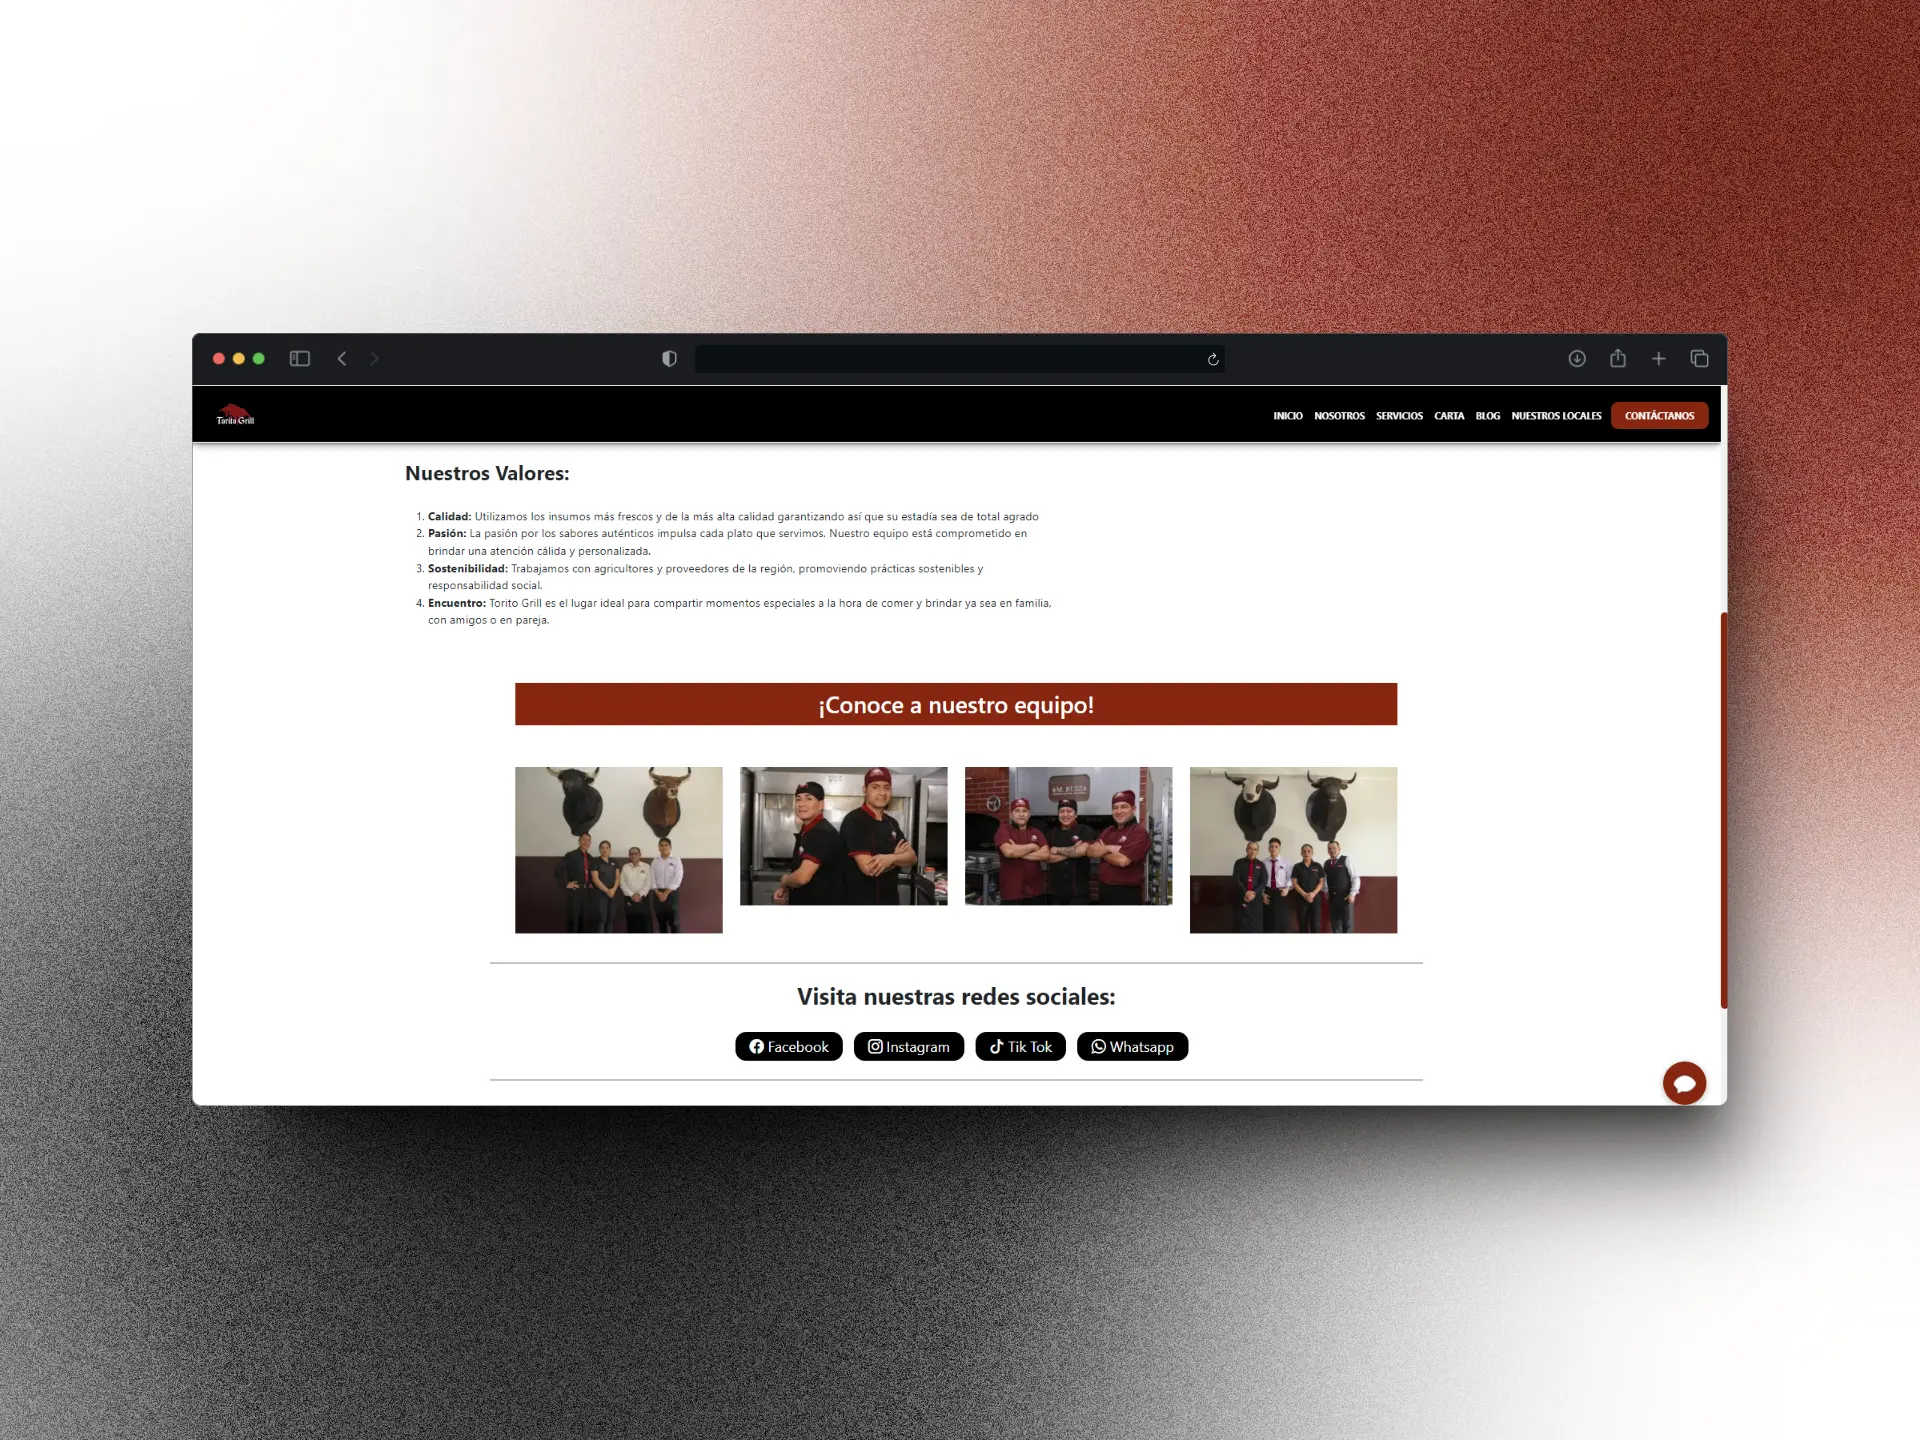 Torito Grill
INICIO NOSOTROS SERVICIOS CARTA BLOG NUESTROS LOCALES CONTÁCTANOS
Nuestros Valores:
1. Calidad: Utilizamos los insumos más frescos y de la más alta calidad garantizando así que su estadía sea de total agrado
2. Pasión: La pasión por los sabores auténticos impulsa cada plato que servimos. Nuestro equipo está comprometido en
brindar una atención cálida y personalizada.
3. Sostenibilidad: Trabajamos con agricultores y proveedores de la región, promoviendo prácticas sostenibles y
responsabilidad social.
4. Encuentro: Torito Grill es el lugar ideal para compartir momentos especiales a la hora de comer y brindar ya sea en familia,
con amigos o en pareja.
¡Conoce a nuestro equipo!
M. RUIZ
Visita nuestras redes sociales:
Facebook Instagram Tik Tok Whatsapp